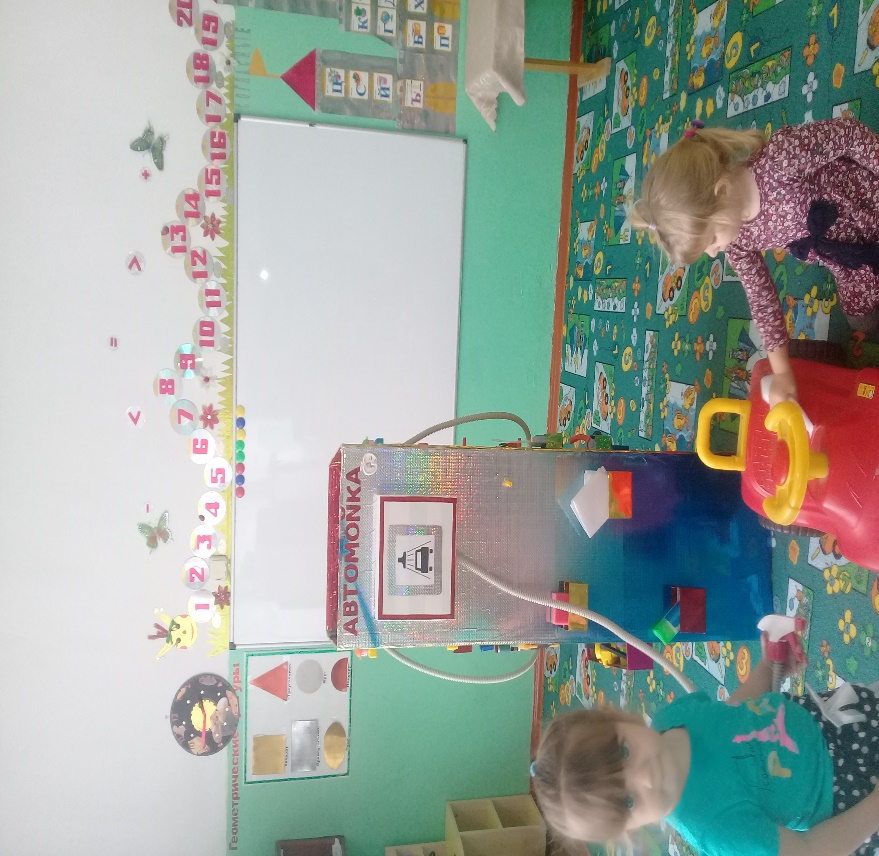 - < = > +
1 2 3 4 5 6 7 8 9 10 11 12 13 14 15 16 17 18 19 20
Геометрические фигуры
АВТОМОЙКА
К Х
Г Б П
С Й Ъ